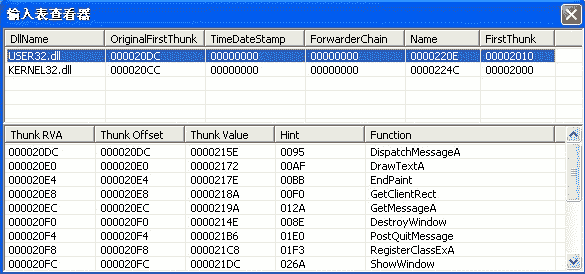 输入表查看器
DllName OriginalFirstThunk TimeDateStamp ForwarderChain Name FirstThunk
USER32.dll 000020DC 00000000 00000000 0000220E 00002010
KERNEL32.dll 000020CC 00000000 00000000 0000224C 00002000
Thunk RVA Thunk Offset Thunk Value Hint Function
000020DC 000020DC 0000215E 0095 DispatchMessageA
000020E0 000020E0 00002172 00AF DrawTextA
000020E4 000020E4 0000217E 00BB EndPaint
000020E8 000020E8 0000218A 00F0 GetClientRect
000020EC 000020EC 0000219A 012A GetMessageA
000020F0 000020F0 0000214E 008E DestroyWindow
000020F4 000020F4 000021B6 01E0 PostQuitMessage
000020F8 000020F8 000021C8 01F3 RegisterClassExA
000020FC 000020FC 000021DC 026A ShowWindow